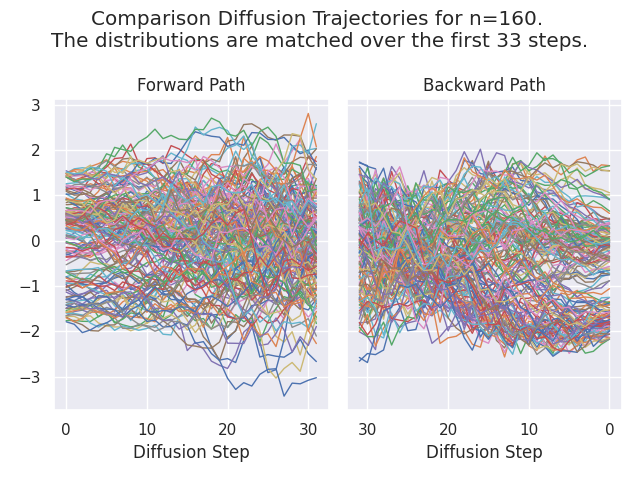 Comparison Diffusion Trajectories for n=160.
The distributions are matched over the first 33 steps.
Forward Path
Backward Path
3
2
1
0
−1
−2
−3
0 10 20 30
30 20 10 0
Diffusion Step
Diffusion Step